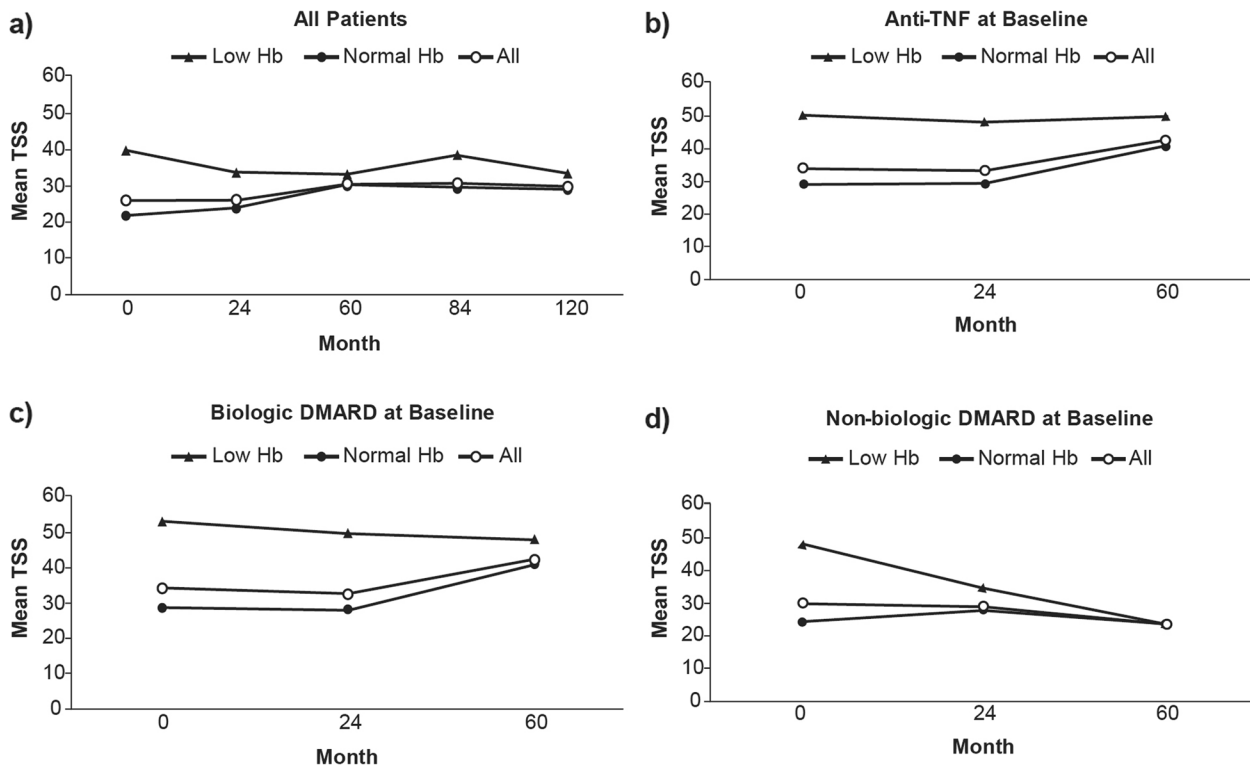 a)
All Patients
Low Hb Normal Hb All
60
50
40
30
20
10
0
Mean TSS
0 24 60 84 120
Month
b)
Anti-TNF at Baseline
Low Hb Normal Hb All
60
50
40
30
20
10
0
Mean TSS
0 24 60
Month
c)
Biologic DMARD at Baseline
Low Hb Normal Hb All
60
50
40
30
20
10
0
Mean TSS
0 24 60
Month
d)
Non-biologic DMARD at Baseline
Low Hb Normal Hb All
60
50
40
30
20
10
0
Mean TSS
0 24 60
Month